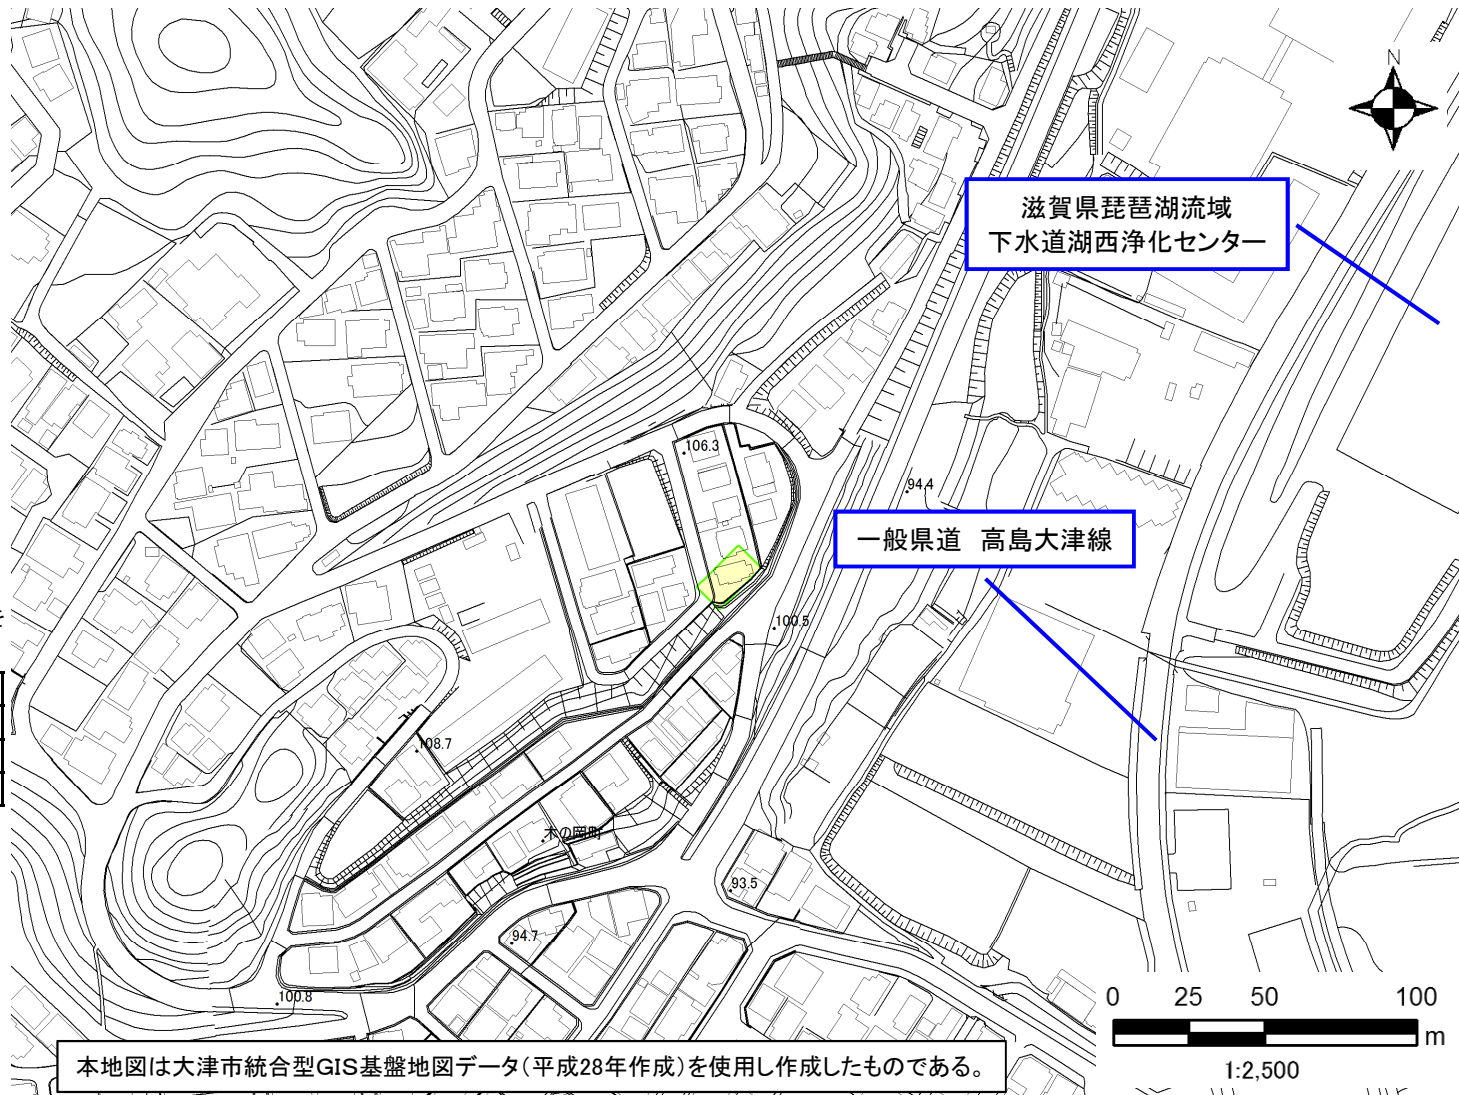 N
滋賀県琵琶湖流域
下水道湖西浄化センター
106.3
94.4
一般県道　高島大津線
100.5
108.7
木の岡町
93.5
94.7
100.8
0 25 50 100
m
1:2,500
本地図は大津市統合型GIS基盤地図データ(平成28年作成)を使用し作成したものである。